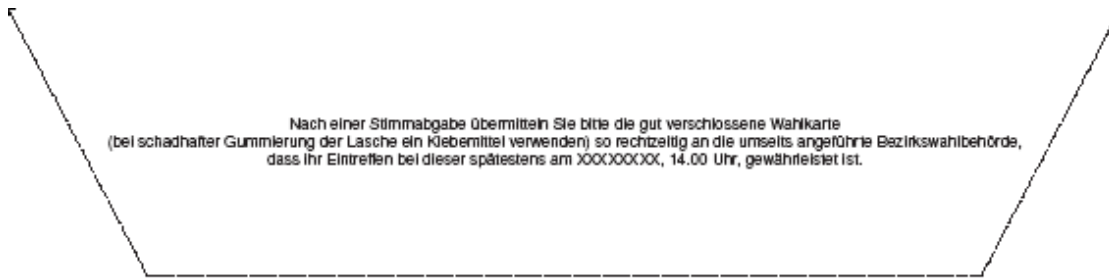 Nach einer Stimmabgabe übermitteln Sie bitte die gut verschlossene Wahlkarte
(bei schadhafter Gummierung der Lasche ein Klebemittel verwenden) so rechtzeitig an die umseits angeführte Bezirkswahlbehörde,
dass ihr Eintreffen bei dieser spätestens am XXXXXXXX, 14.00 Uhr, gewährleistet ist.